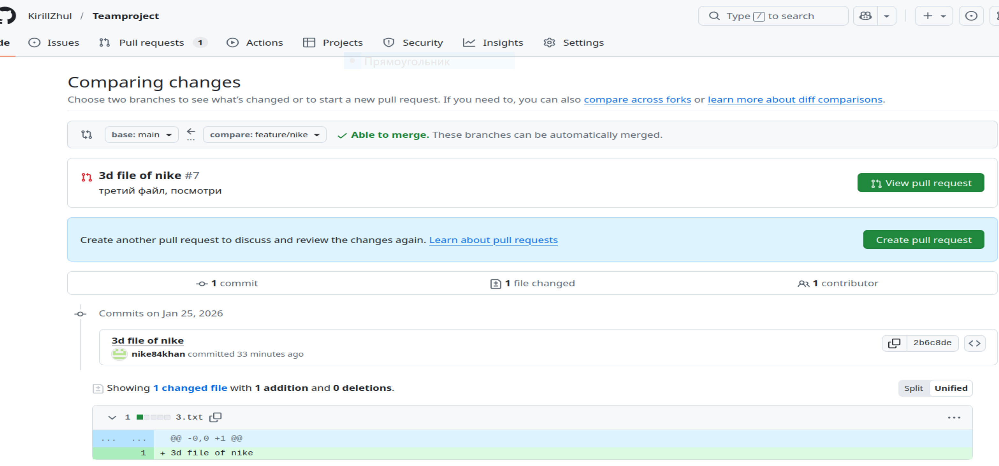 KirillZhul / Teamproject
Type / to search
de Issues Pull requests 1 Actions Projects Security Insights Settings
Прямоугольник
Comparing changes
Choose two branches to see what's changed or to start a new pull request. If you need to, you can also compare across forks or learn more about diff comparisons.
base: main ← ... compare: feature/nike ✓ Able to merge. These branches can be automatically merged.
3d file of nike #7
третий файл, посмотри
View pull request
Create another pull request to discuss and review the changes again. Learn about pull requests
Create pull request
1 commit 1 file changed 1 contributor
Commits on Jan 25, 2026
3d file of nike
nike84khan committed 33 minutes ago
2b6c8de
Showing 1 changed file with 1 addition and 0 deletions.
Split Unified
1 3.txt
... ... @@ -0,0 +1 @@
1 + 3d file of nike